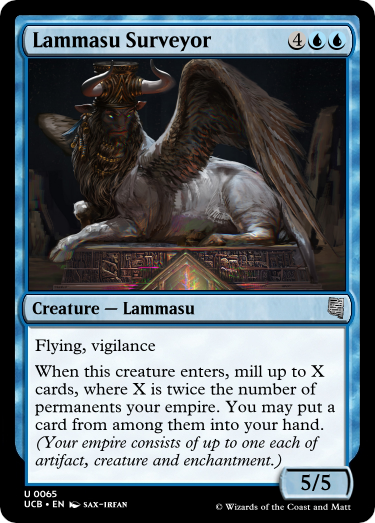 Lammasu Surveyor 4
Creature — Lammasu
Flying, vigilance
When this creature enters, mill up to X
cards, where X is twice the number of
permanents your empire. You may put a
card from among them into your hand.
(Your empire consists of up to one each of
artifact, creature and enchantment.)
5/5
U 0065
UCB • EN SAX-IRFAN
© Wizards of the Coast and Matt